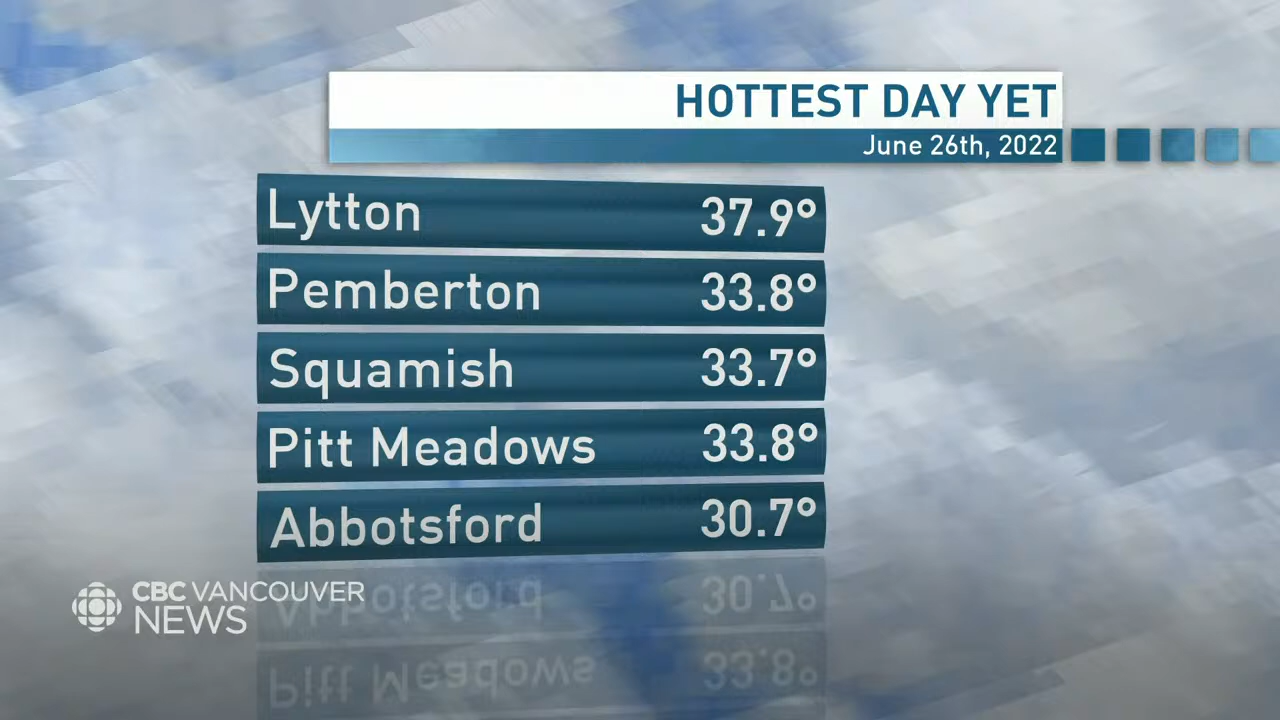 HOTTEST DAY YET
June 26th, 2022
Lytton 37.9°
Pemberton 33.8°
Squamish 33.7°
Pitt Meadows 33.8°
Abbotsford 30.7°
CBC VANCOUVER
NEWS